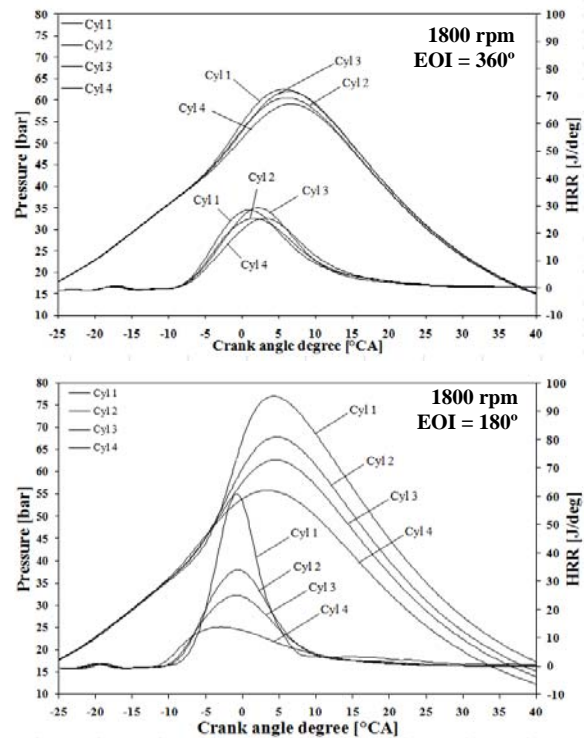 Cyl 1
Cyl 2
Cyl 3
Cyl 4
1800 rpm
EOI = 360º
Cyl 1
Cyl 3
Cyl 2
Cyl 4
Cyl 2
Cyl 3
Cyl 1
Cyl 4
Pressure [bar]
80
75
70
65
60
55
50
45
40
35
30
25
20
15
10
HRR [J/deg]
100
90
80
70
60
50
40
30
20
10
0
-10
-25 -20 -15 -10 -5 0 5 10 15 20 25 30 35 40
Crank angle degree [°CA]
Cyl 1
Cyl 2
Cyl 3
Cyl 4
1800 rpm
EOI = 180º
Cyl 1
Cyl 2
Cyl 3
Cyl 4
Cyl 1
Cyl 2
Cyl 3
Cyl 4
Pressure [bar]
80
75
70
65
60
55
50
45
40
35
30
25
20
15
10
HRR [J/deg]
100
90
80
70
60
50
40
30
20
10
0
-10
-25 -20 -15 -10 -5 0 5 10 15 20 25 30 35 40
Crank angle degree [°CA]